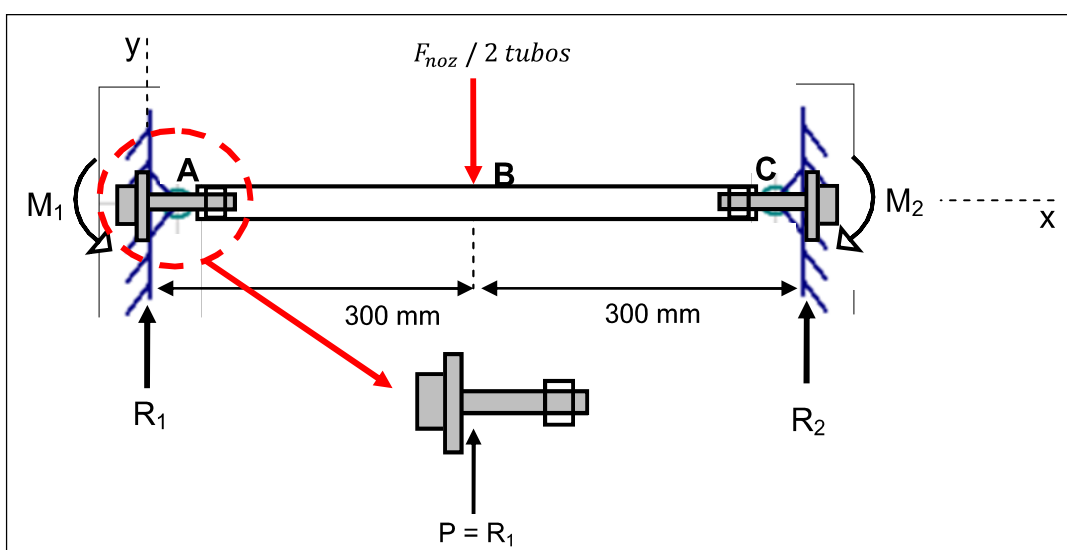 y
F_noz / 2 tubos
A
B
C
M₁
M₂
x
300 mm
300 mm
R₁
R₂
P = R₁